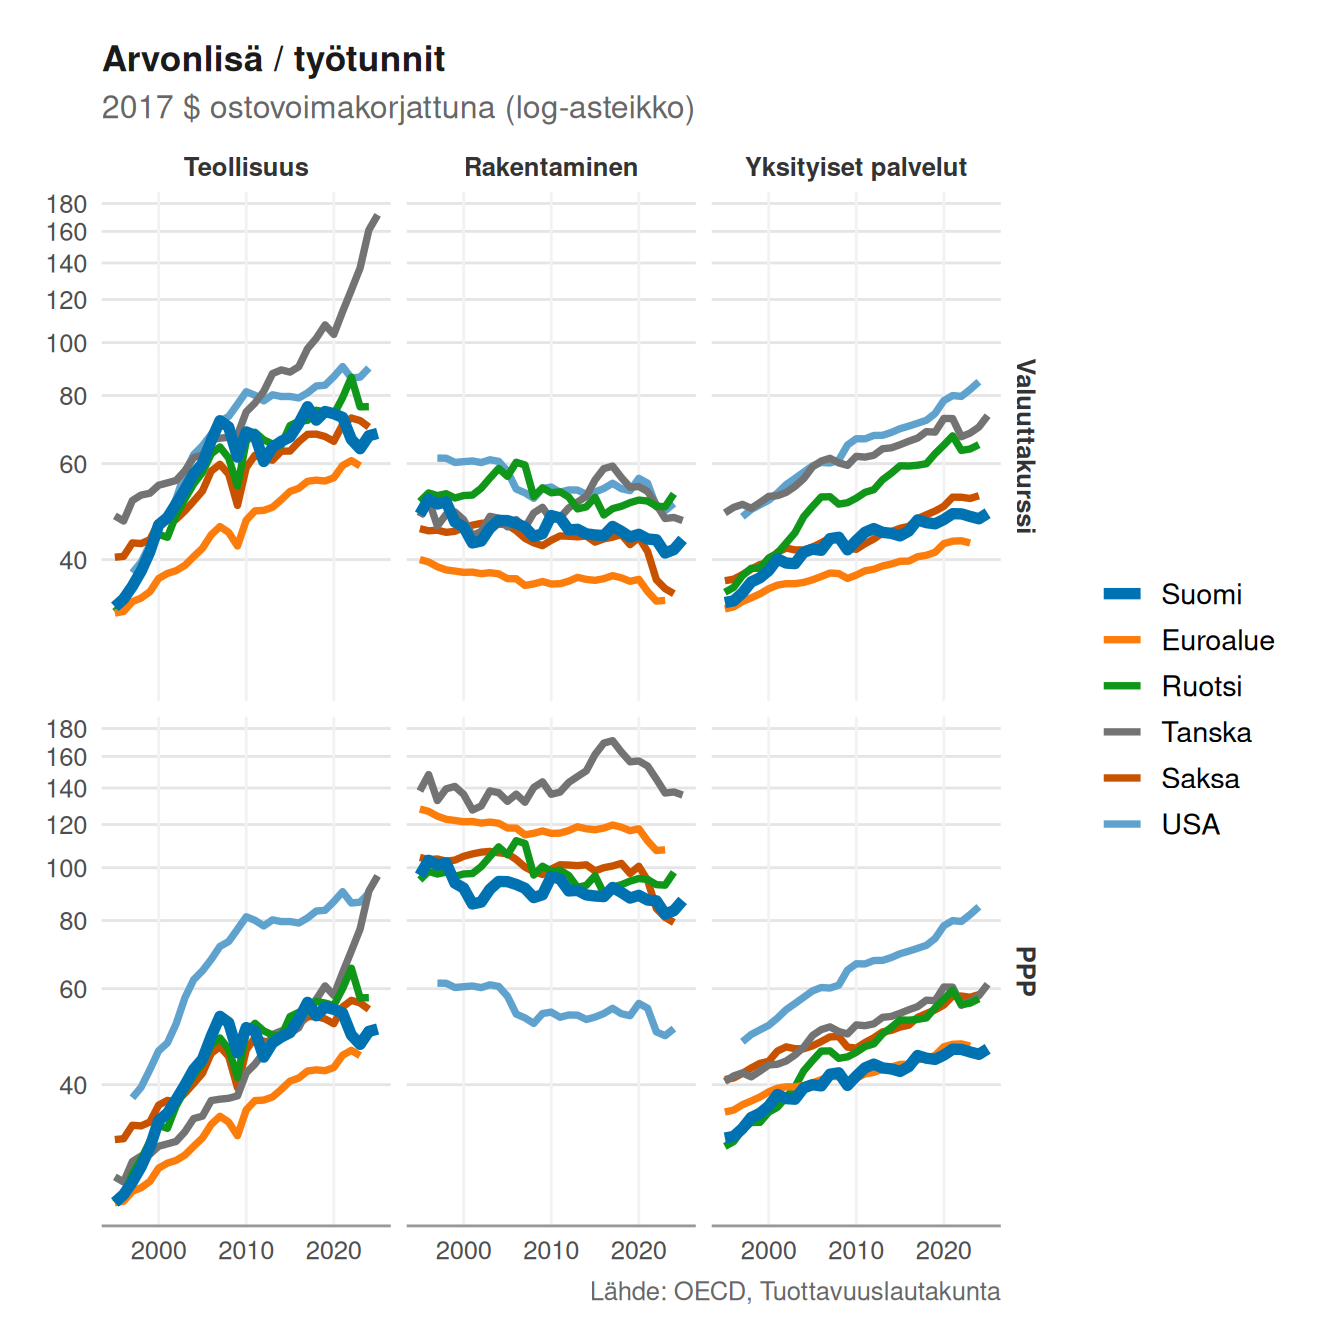 Arvonlisä / työtunnit
2017 $ ostovoimakorjattuna (log-asteikko)
Teollisuus Rakentaminen Yksityiset palvelut
180
160
140
120
100
80
60
40
Valuuttakurssi
180
160
140
120
100
80
60
40
PPP
2000 2010 2020 2000 2010 2020 2000 2010 2020
Suomi
Euroalue
Ruotsi
Tanska
Saksa
USA
Lähde: OECD, Tuottavuuslautakunta